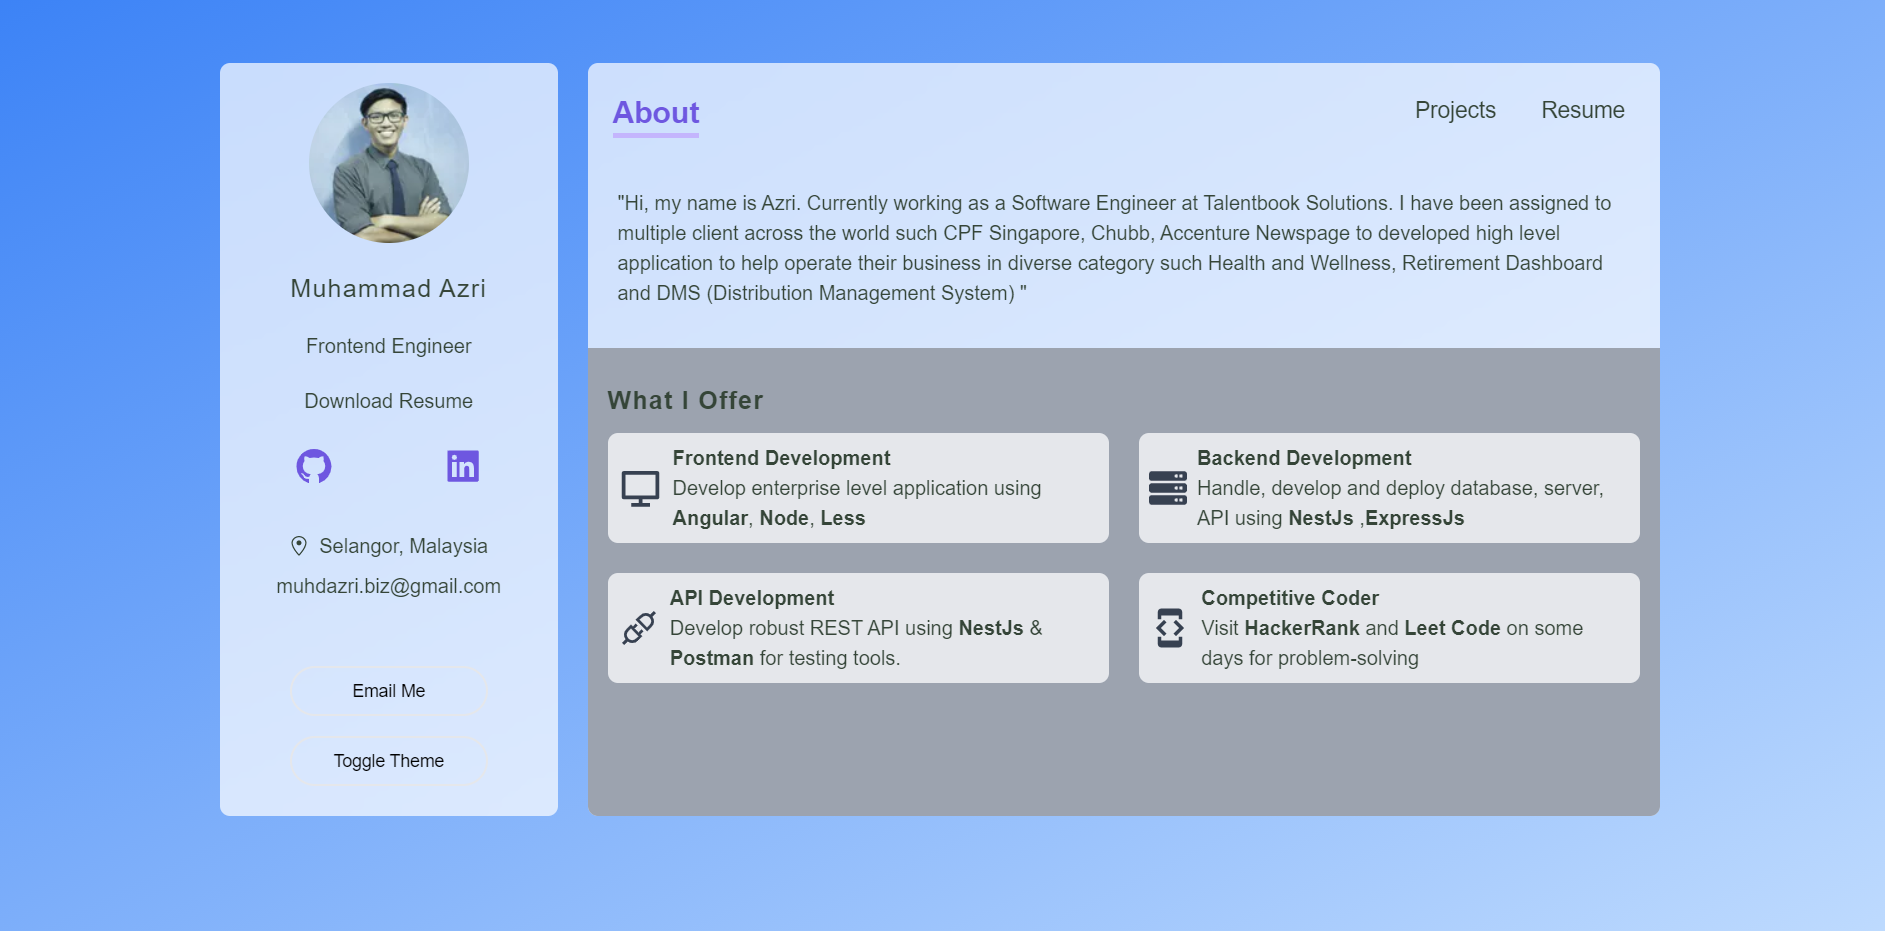 Muhammad Azri
Frontend Engineer
Download Resume
in
Selangor, Malaysia
muhdazri.biz@gmail.com
Email Me
Toggle Theme
About
Projects
Resume
"Hi, my name is Azri. Currently working as a Software Engineer at Talentbook Solutions. I have been assigned to
multiple client across the world such CPF Singapore, Chubb, Accenture Newspage to developed high level
application to help operate their business in diverse category such Health and Wellness, Retirement Dashboard
and DMS (Distribution Management System) "
What I Offer
Frontend Development
Develop enterprise level application using
Angular, Node, Less
Backend Development
Handle, develop and deploy database, server,
API using NestJs ,ExpressJs
API Development
Develop robust REST API using NestJs &
Postman for testing tools.
Competitive Coder
Visit HackerRank and Leet Code on some
days for problem-solving